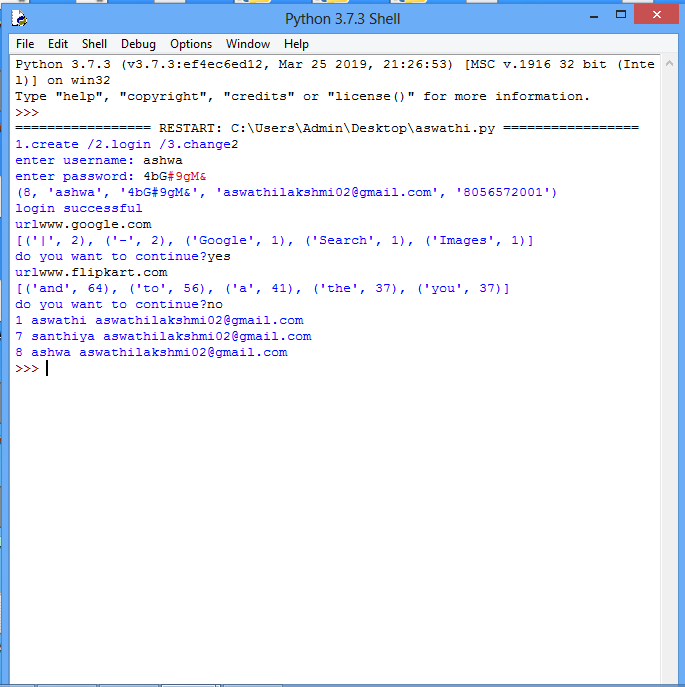 Python 3.7.3 Shell
File Edit Shell Debug Options Window Help
Python 3.7.3 (v3.7.3:ef4ec6ed12, Mar 25 2019, 21:26:53) [MSC v.1916 32 bit (Inte
l)] on win32
Type "help", "copyright", "credits" or "license()" for more information.
>>>
================= RESTART: C:\Users\Admin\Desktop\aswathi.py =================
1.create /2.login /3.change2
enter username: ashwa
enter password: 4bG#9gM&
(8, 'ashwa', '4bG#9gM&', 'aswathilakshmi02@gmail.com', '8056572001')
login successful
urlwww.google.com
[('|', 2), ('-', 2), ('Google', 1), ('Search', 1), ('Images', 1)]
do you want to continue?yes
urlwww.flipkart.com
[('and', 64), ('to', 56), ('a', 41), ('the', 37), ('you', 37)]
do you want to continue?no
1 aswathi aswathilakshmi02@gmail.com
7 santhiya aswathilakshmi02@gmail.com
8 ashwa aswathilakshmi02@gmail.com
>>>